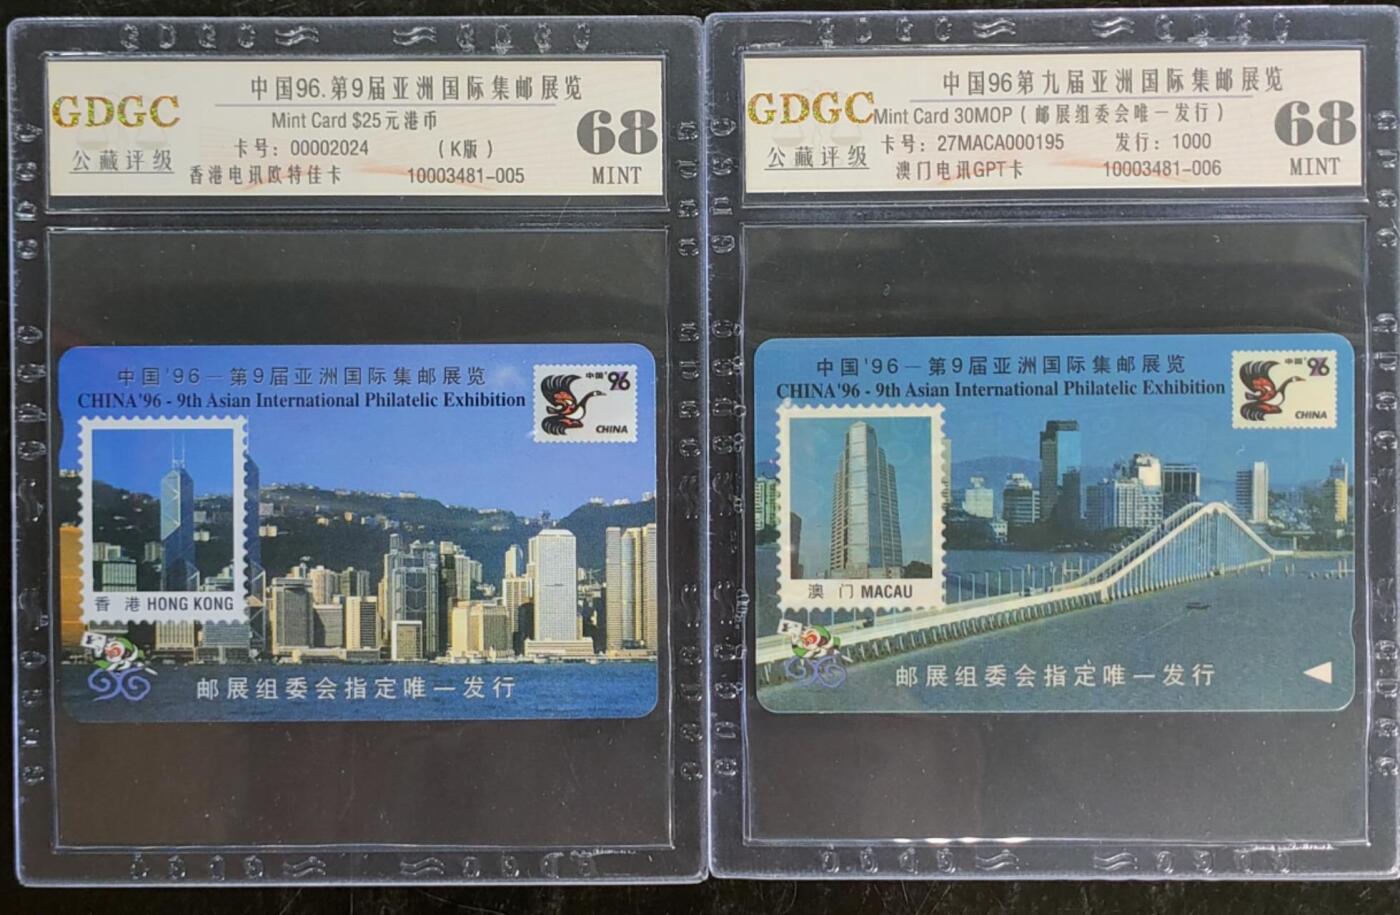 GDGC
公藏评级
中国96.第9届亚洲国际集邮展览
Mint Card $25元港币
卡号：00002024 （K版）
香港电讯欧特佳卡 10003481-005
68
MINT
中国'96—第9届亚洲国际集邮展览
CHINA'96 - 9th Asian International Philatelic Exhibition
中国'96
CHINA
香 港 HONG KONG
邮展组委会指定唯一发行
GDGC
公藏评级
中国96第九届亚洲国际集邮展览
Mint Card 30MOP（邮展组委会唯一发行）
卡号：27MACA000195 发行：1000
澳门电讯GPT卡 10003481-006
68
MINT
中国'96—第9届亚洲国际集邮展览
CHINA'96 - 9th Asian International Philatelic Exhibition
中国'96
CHINA
澳 门 MACAU
邮展组委会指定唯一发行